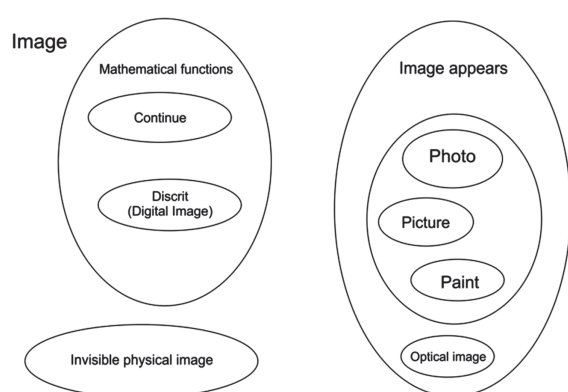 Image
Mathematical functions
Continue
Discrit
(Digital Image)
Invisible physical image
Image appears
Photo
Picture
Paint
Optical image